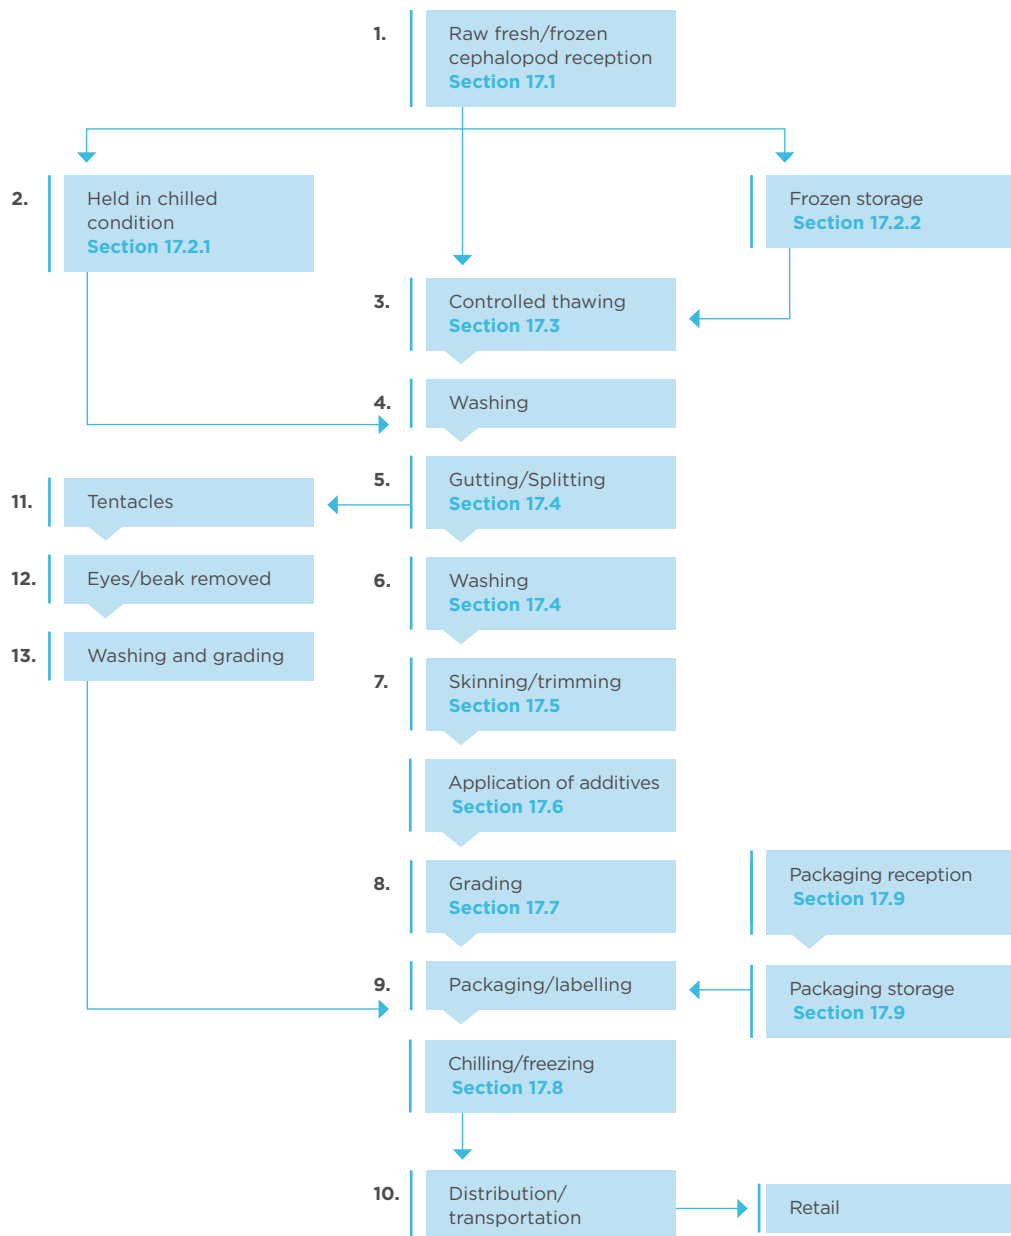 1.
Raw fresh/frozen
cephalopod reception
Section 17.1
2.
Held in chilled
condition
Section 17.2.1
Frozen storage
Section 17.2.2
3.
Controlled thawing
Section 17.3
4.
Washing
5.
Gutting/Splitting
Section 17.4
11.
Tentacles
12.
Eyes/beak removed
6.
Washing
Section 17.4
13.
Washing and grading
7.
Skinning/trimming
Section 17.5
Application of additives
Section 17.6
8.
Grading
Section 17.7
Packaging reception
Section 17.9
9.
Packaging/labelling
Packaging storage
Section 17.9
Chilling/freezing
Section 17.8
10.
Distribution/
transportation
Retail